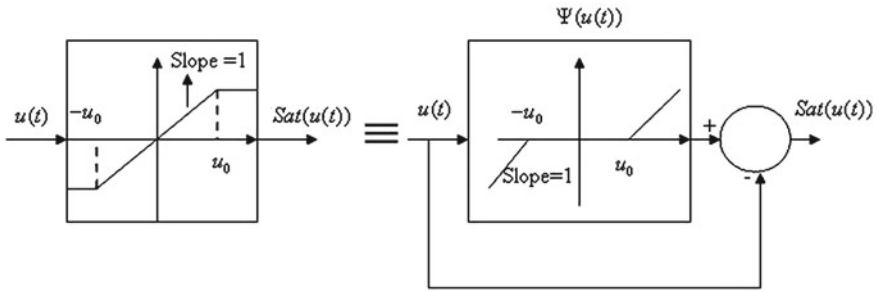 Ψ(u(t))
Slope =1
u(t)
−u₀
Sat(u(t))
u₀
≡
u(t)
−u₀
Slope=1
u₀
+
-
Sat(u(t))